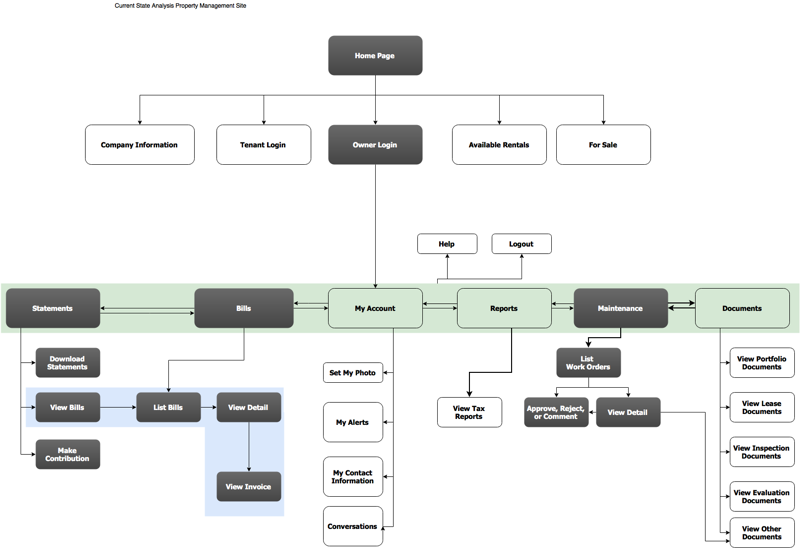 Current State Analysis Property Management Site
Home Page
Company Information
Tenant Login
Owner Login
Available Rentals
For Sale
Help
Logout
Statements
Bills
My Account
Reports
Maintenance
Documents
Download
Statements
View Bills
List Bills
View Detail
Make
Contribution
View Invoice
Set My Photo
My Alerts
My Contact
Information
Conversations
View Tax
Reports
List
Work Orders
Approve, Reject,
or Comment
View Detail
View Portfolio
Documents
View Lease
Documents
View Inspection
Documents
View Evaluation
Documents
View Other
Documents